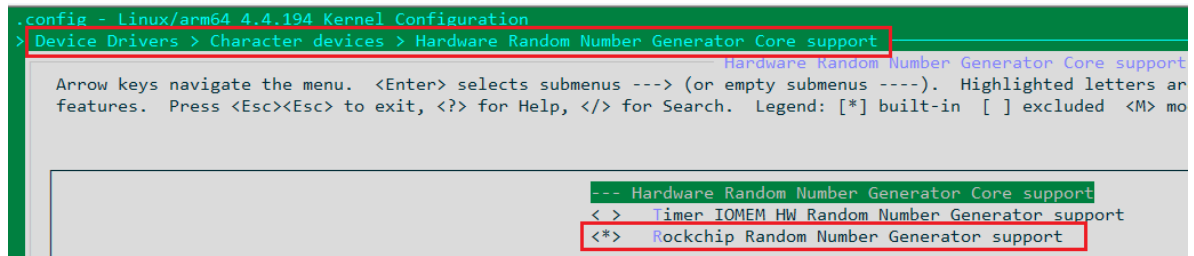 .config - Linux/arm64 4.4.194 Kernel Configuration
> Device Drivers > Character devices > Hardware Random Number Generator Core support
Hardware Random Number Generator Core support
Arrow keys navigate the menu. <Enter> selects submenus ---> (or empty submenus ----). Highlighted letters ar
features. Press <Esc><Esc> to exit, <?> for Help, </> for Search. Legend: [*] built-in [ ] excluded <M> mo
--- Hardware Random Number Generator Core support
< > Timer IOMEM HW Random Number Generator support
<*> Rockchip Random Number Generator support